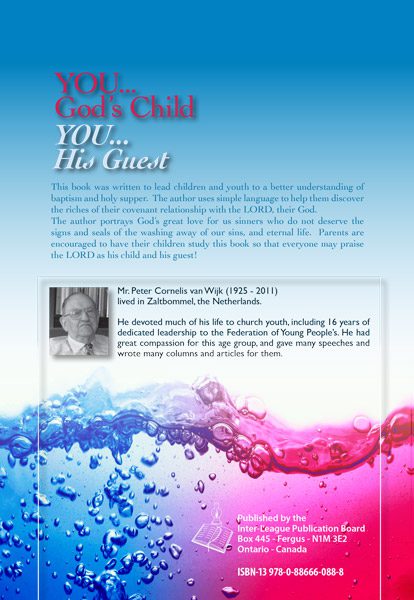 YOU...
God's Child
YOU...
His Guest
This book was written to lead children and youth to a better understanding of
baptism and holy supper. The author uses simple language to help them discover
the riches of their covenant relationship with the LORD, their God.
The author portrays God's great love for us sinners who do not deserve the
signs and seals of the washing away of our sins, and eternal life. Parents are
encouraged to have their children study this book so that everyone may praise
the LORD as his child and his guest!
Mr. Peter Cornelis van Wijk (1925 - 2011)
lived in Zaltbommel, the Netherlands.
He devoted much of his life to church youth, including 16 years of
dedicated leadership to the Federation of Young People's. He had
great compassion for this age group, and gave many speeches and
wrote many columns and articles for them.
Published by the
Inter-League Publication Board
Box 445 - Fergus - N1M 3E2
Ontario - Canada
ISBN-13 978-0-88666-088-8